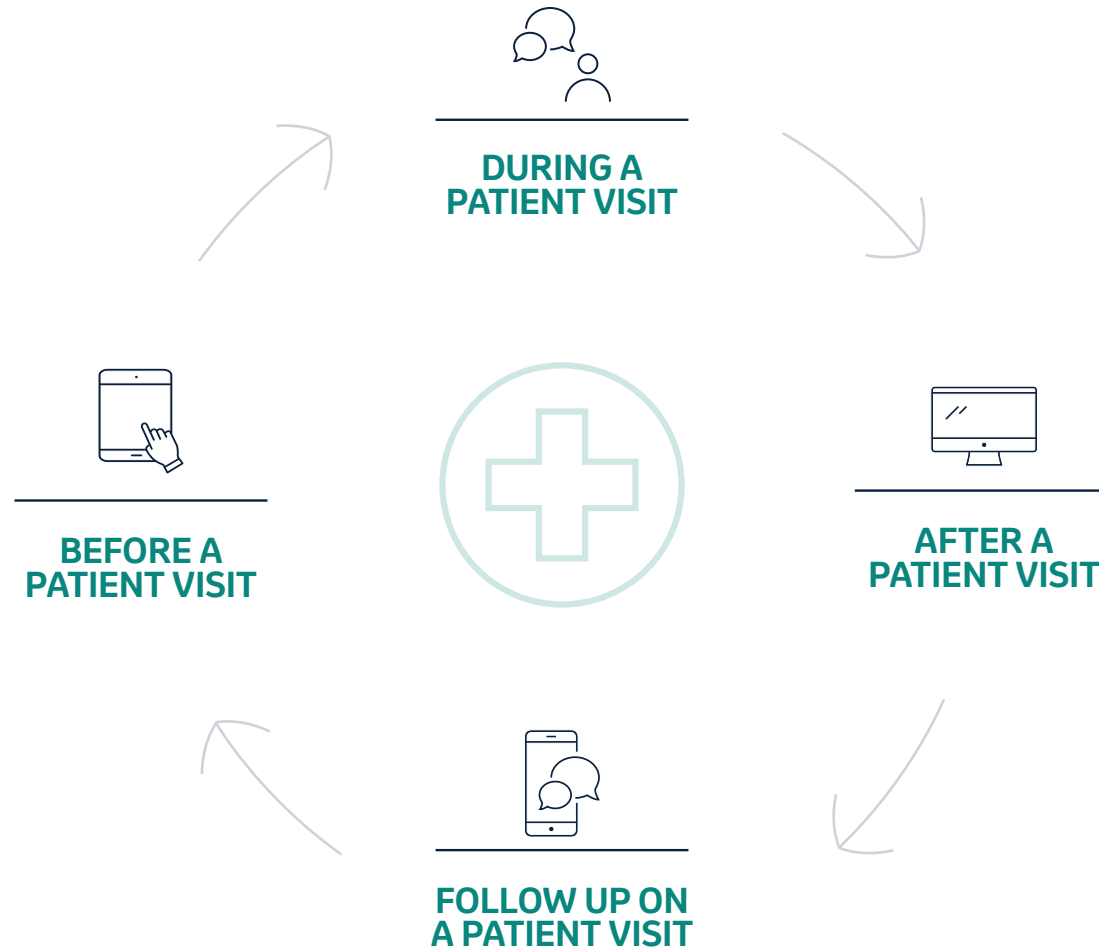 DURING A
PATIENT VISIT
BEFORE A
PATIENT VISIT
AFTER A
PATIENT VISIT
FOLLOW UP ON
A PATIENT VISIT